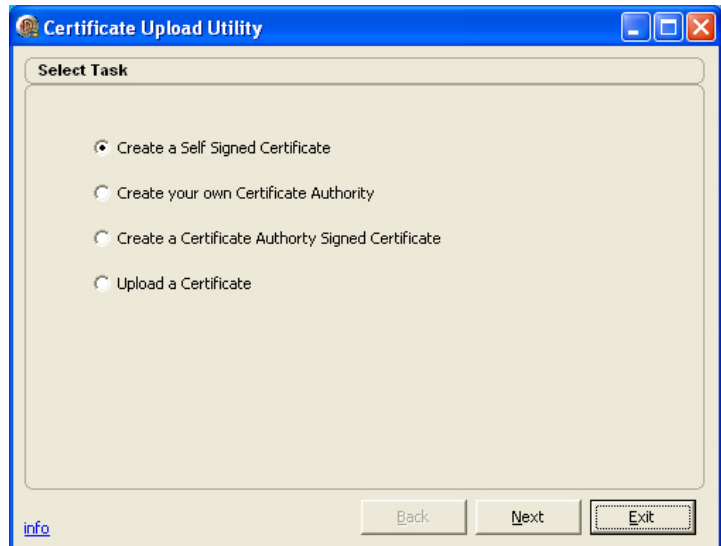 Certificate Upload Utility
Select Task
Create a Self Signed Certificate
Create your own Certificate Authority
Create a Certificate Authorty Signed Certificate
Upload a Certificate
info
Back
Next
Exit